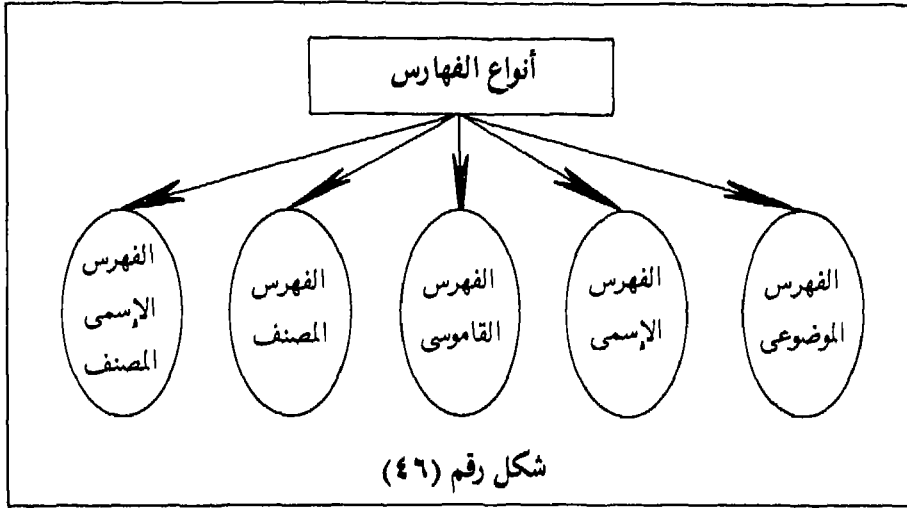 أنواع الفهارس
الفهرس
الموضوعى
الفهرس
الإسمى
الفهرس
القاموسى
الفهرس
المصنف
الفهرس
الإسمى
المصنف
شكل رقم (٤٦)